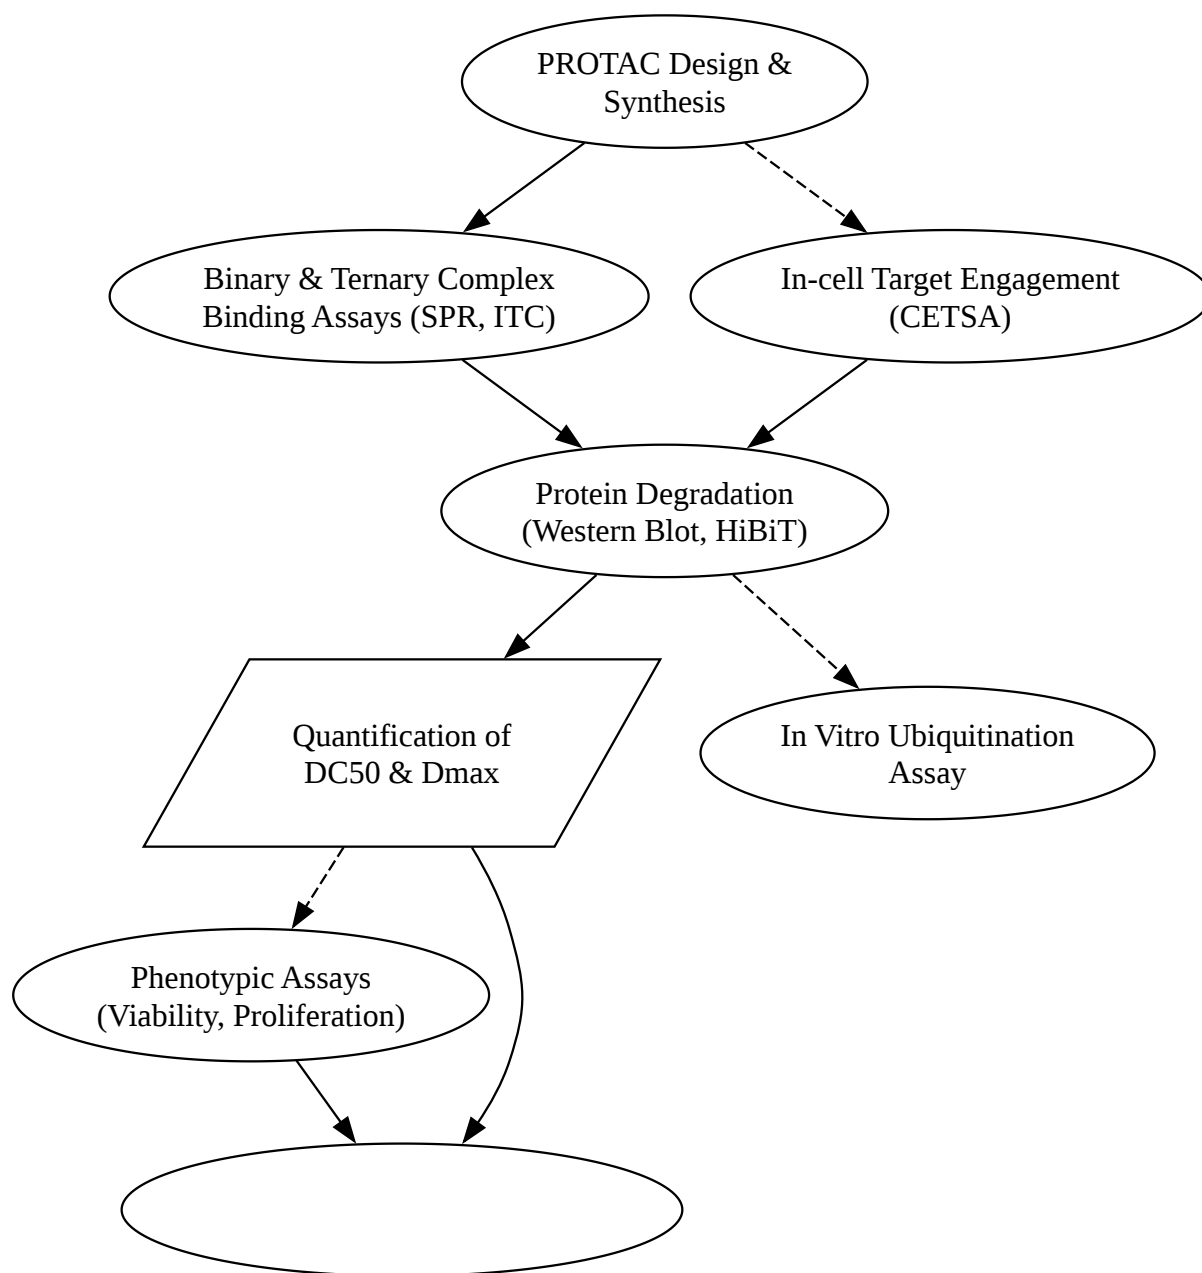 PROTAC Design &
Synthesis
Binary & Ternary Complex
Binding Assays (SPR, ITC)
In-cell Target Engagement
(CETSA)
Protein Degradation
(Western Blot, HiBiT)
Quantification of
DC50 & Dmax
In Vitro Ubiquitination
Assay
Phenotypic Assays
(Viability, Proliferation)